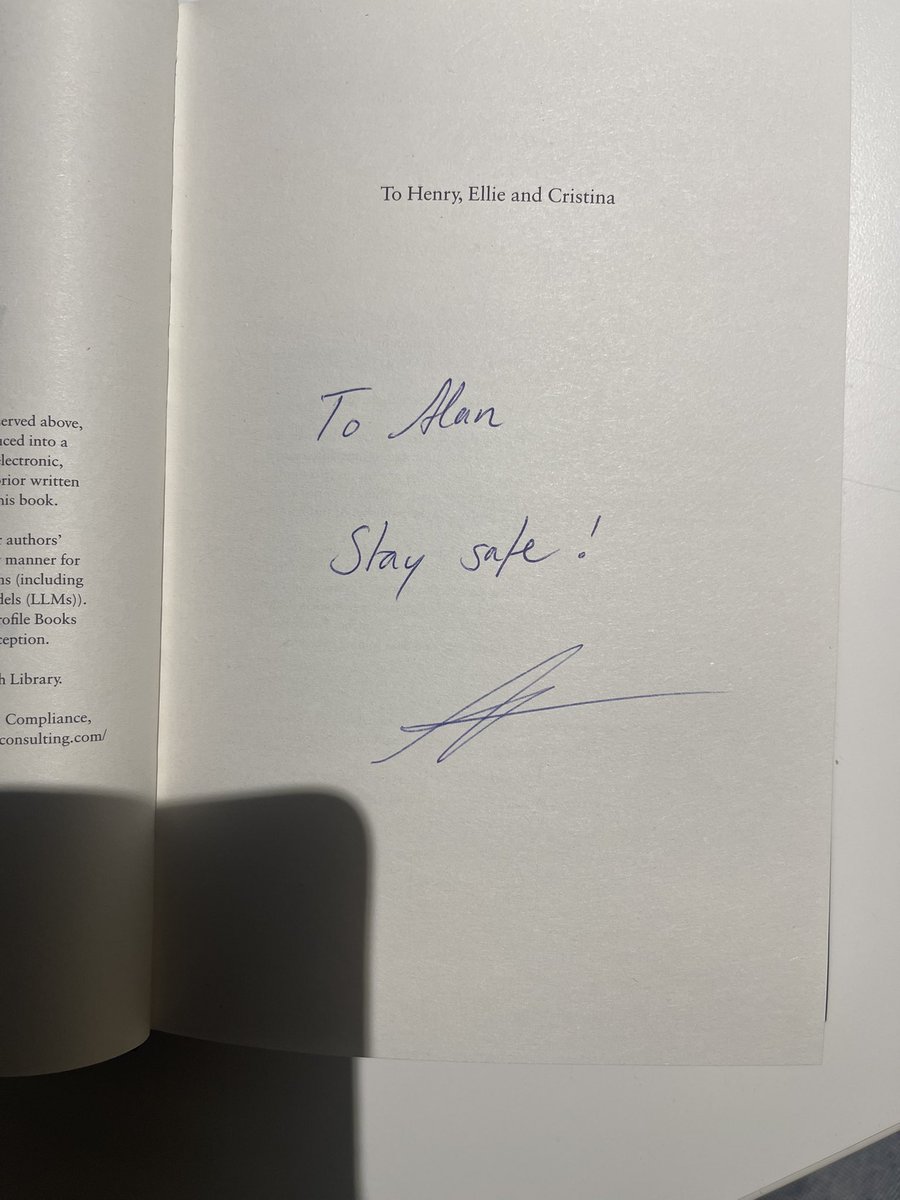 erved above,
uced into a
lectronic,
rior written
his book.
authors'
manner for
ns (including
dels (LLMs)).
rofile Books
ception.
h Library.
Compliance,
consulting.com/
To Henry, Ellie and Cristina
To Alan
Stay safe!